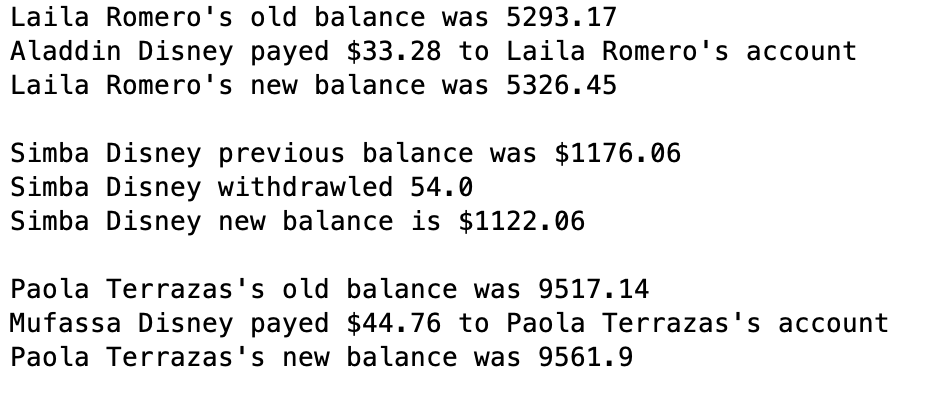 Laila Romero's old balance was 5293.17
Aladdin Disney payed $33.28 to Laila Romero's account
Laila Romero's new balance was 5326.45
Simba Disney previous balance was $1176.06
Simba Disney withdrawled 54.0
Simba Disney new balance is $1122.06
Paola Terrazas's old balance was 9517.14
Mufassa Disney payed $44.76 to Paola Terrazas's account
Paola Terrazas's new balance was 9561.9